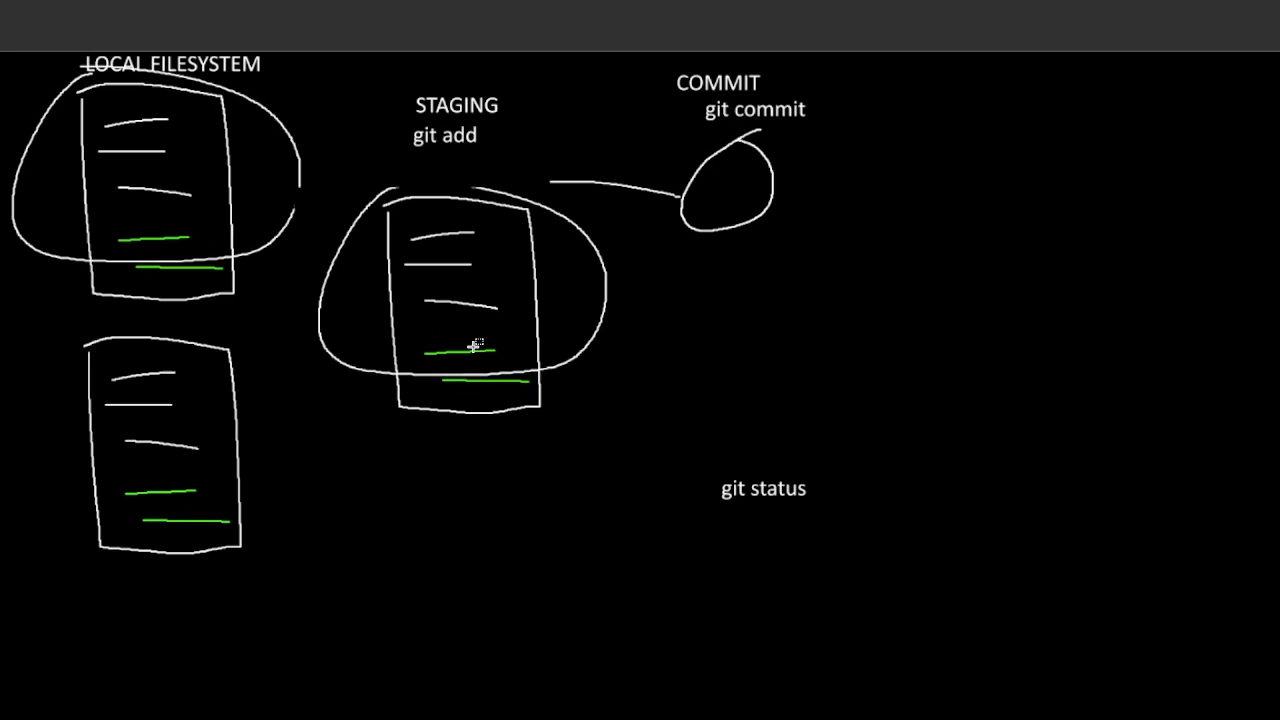 LOCAL FILESYSTEM
STAGING
git add
COMMIT
git commit
git status